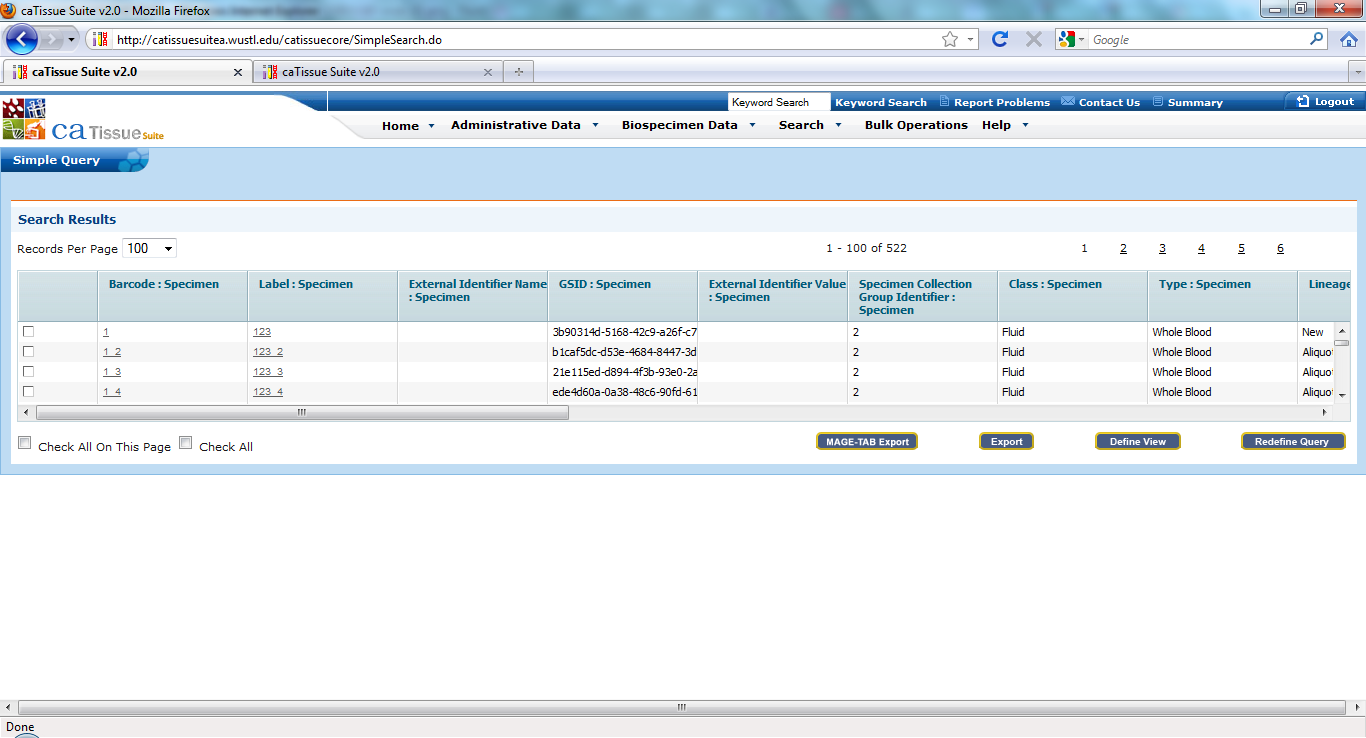 caTissue Suite v2.0 - Mozilla Firefox
http://catissuesuitea.wustl.edu/catissuecore/SimpleSearch.do
Google
caTissue Suite v2.0
caTissue Suite v2.0
Keyword Search
Keyword Search
Report Problems
Contact Us
Summary
Logout
ca Tissue Suite
Home
Administrative Data
Biospecimen Data
Search
Bulk Operations
Help
Simple Query
Search Results
Records Per Page 100
1 - 100 of 522
1 2 3 4 5 6
Barcode : Specimen
Label : Specimen
External Identifier Name
: Specimen
GSID : Specimen
External Identifier Value
: Specimen
Specimen Collection
Group Identifier :
Specimen
Class : Specimen
Type : Specimen
Lineage
1 123 3b90314d-5168-42c9-a26f-c7 2 Fluid Whole Blood New
1_2 123_2 b1caf5dc-d53e-4684-8447-3d 2 Fluid Whole Blood Aliquot
1_3 123_3 21e115ed-d894-4f3b-93e0-2a 2 Fluid Whole Blood Aliquot
1_4 123_4 ede4d60a-0a38-48c6-90fd-61 2 Fluid Whole Blood Aliquot
Check All On This Page
Check All
MAGE-TAB Export
Export
Define View
Redefine Query
Done